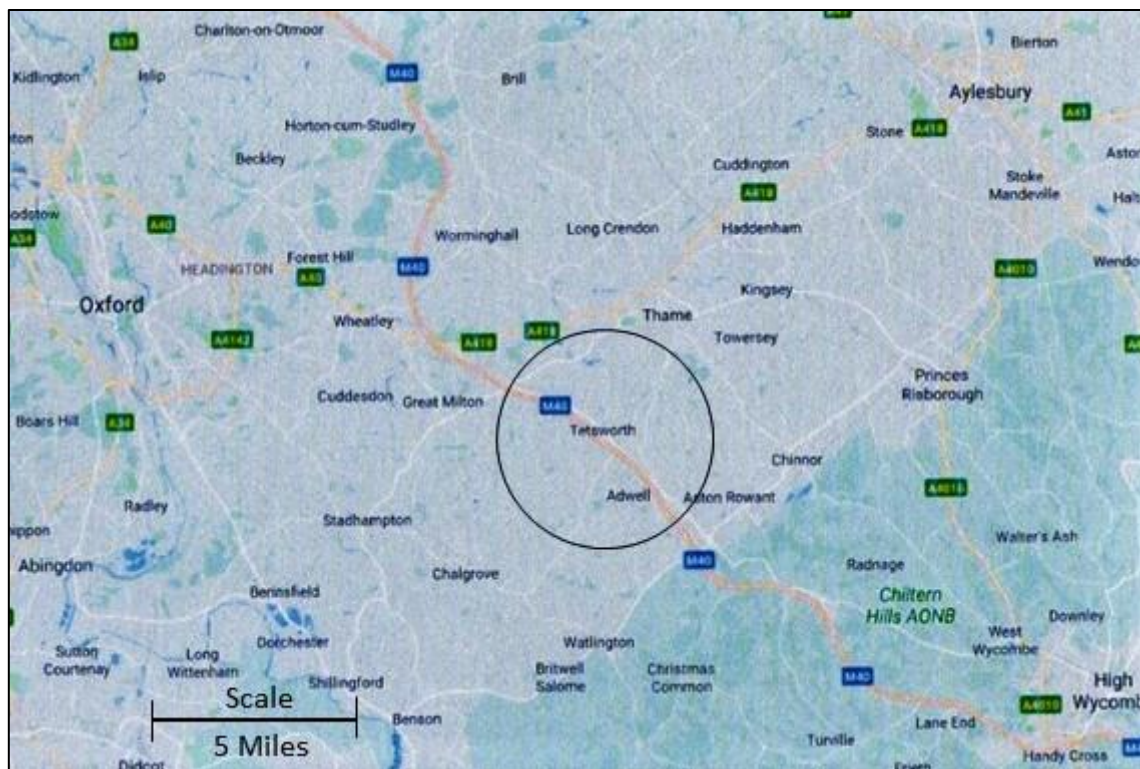 Charlton-on-Otmoor
A34
Bierton
Kidlington
Islip
M40
Brill
Aylesbury
A41
Horton-cum-Studley
Stone
A418
Beckley
Cuddington
Aston
Stoke
Mandeville
A418
A40
Long Crendon
Haddenham
A34
Worminghall
Forest Hill
HEADINGTON
M40
A40
A4010
Oxford
Kingsey
Thame
Wheatley
A418
A418
Towersey
A4142
Princes
Risborough
Cuddesdon
Great Milton
M40
Boars Hill
A34
Tetsworth
Chinnor
A4010
Adwell
Aston Rowant
Radley
Stadhampton
Walter's Ash
M40
Abingdon
Chalgrove
Radnage
Berinsfield
Chiltern
Hills AONB
Downley
Dorchester
Watlington
West
Wycombe
Sutton
Courtenay
Long
Wittenham
Britwell
Salome
Christmas
Common
M40
Shillingford
High
Scale
Benson
A4010
Lane End
5 Miles
Turville
Handy Cross
Didcot